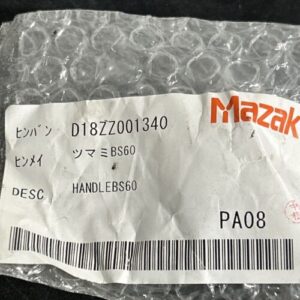 Mazak
ﾋﾝﾊﾞﾝ D18ZZ001340
ﾋﾝﾒｲ ツマミBS60
DESC HANDLEBS60
PA08